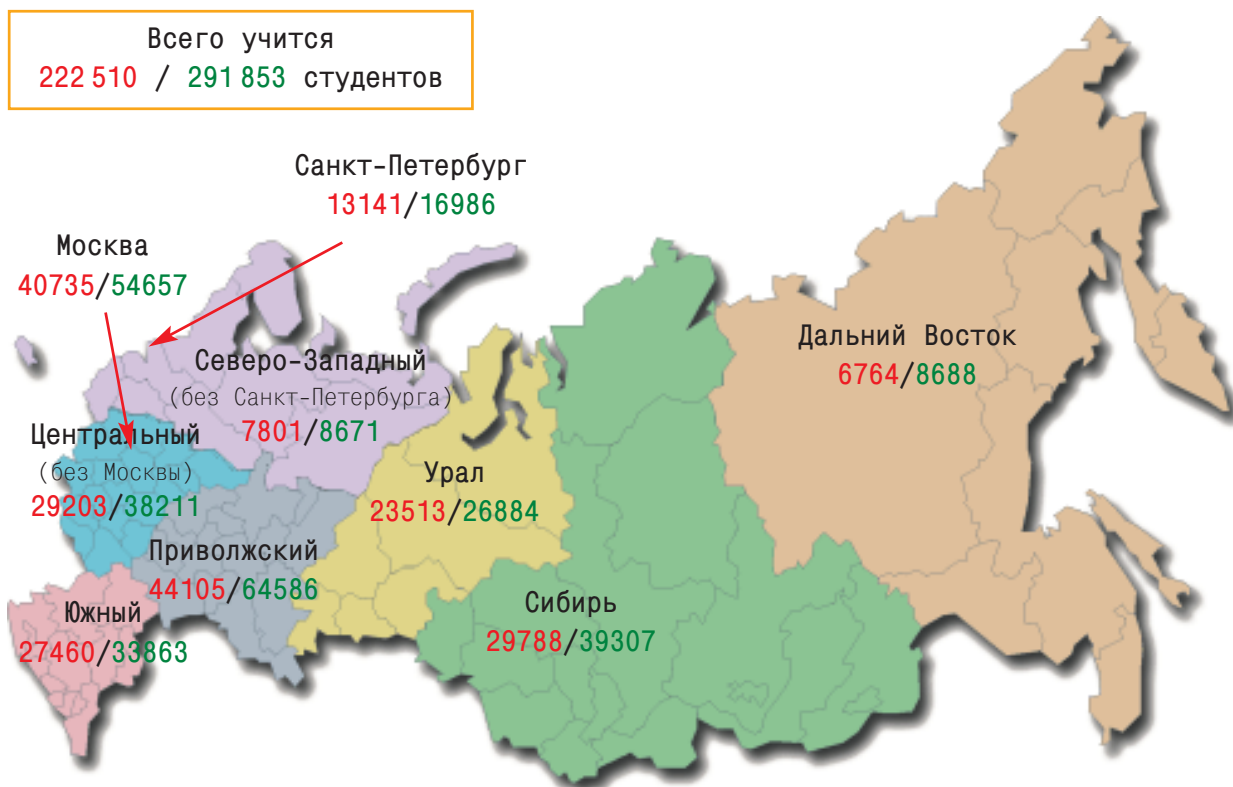 Всего учится
222 510 / 291 853 студентов
Санкт-Петербург
13141/16986
Москва
40735/54657
Северо-Западный
(без Санкт-Петербурга)
7801/8671
Дальний Восток
6764/8688
Центральный
(без Москвы)
29203/38211
Урал
23513/26884
Приволжский
44105/64586
Южный
27460/33863
Сибирь
29788/39307